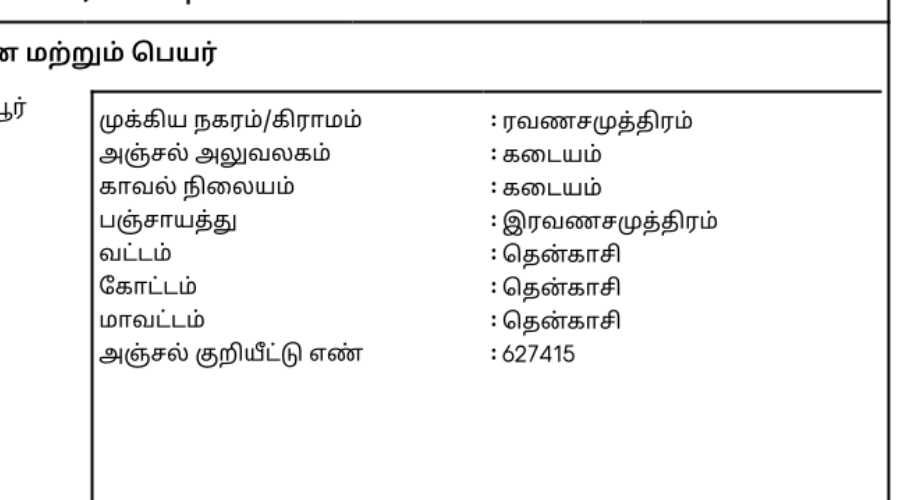 மற்றும் பெயர்
முக்கிய நகரம்/கிராமம் : ரவணசமுத்திரம்
அஞ்சல் அலுவலகம் : கடையம்
காவல் நிலையம் : கடையம்
பஞ்சாயத்து : இரவணசமுத்திரம்
வட்டம் : தென்காசி
கோட்டம் : தென்காசி
மாவட்டம் : தென்காசி
அஞ்சல் குறியீட்டு எண் : 627415